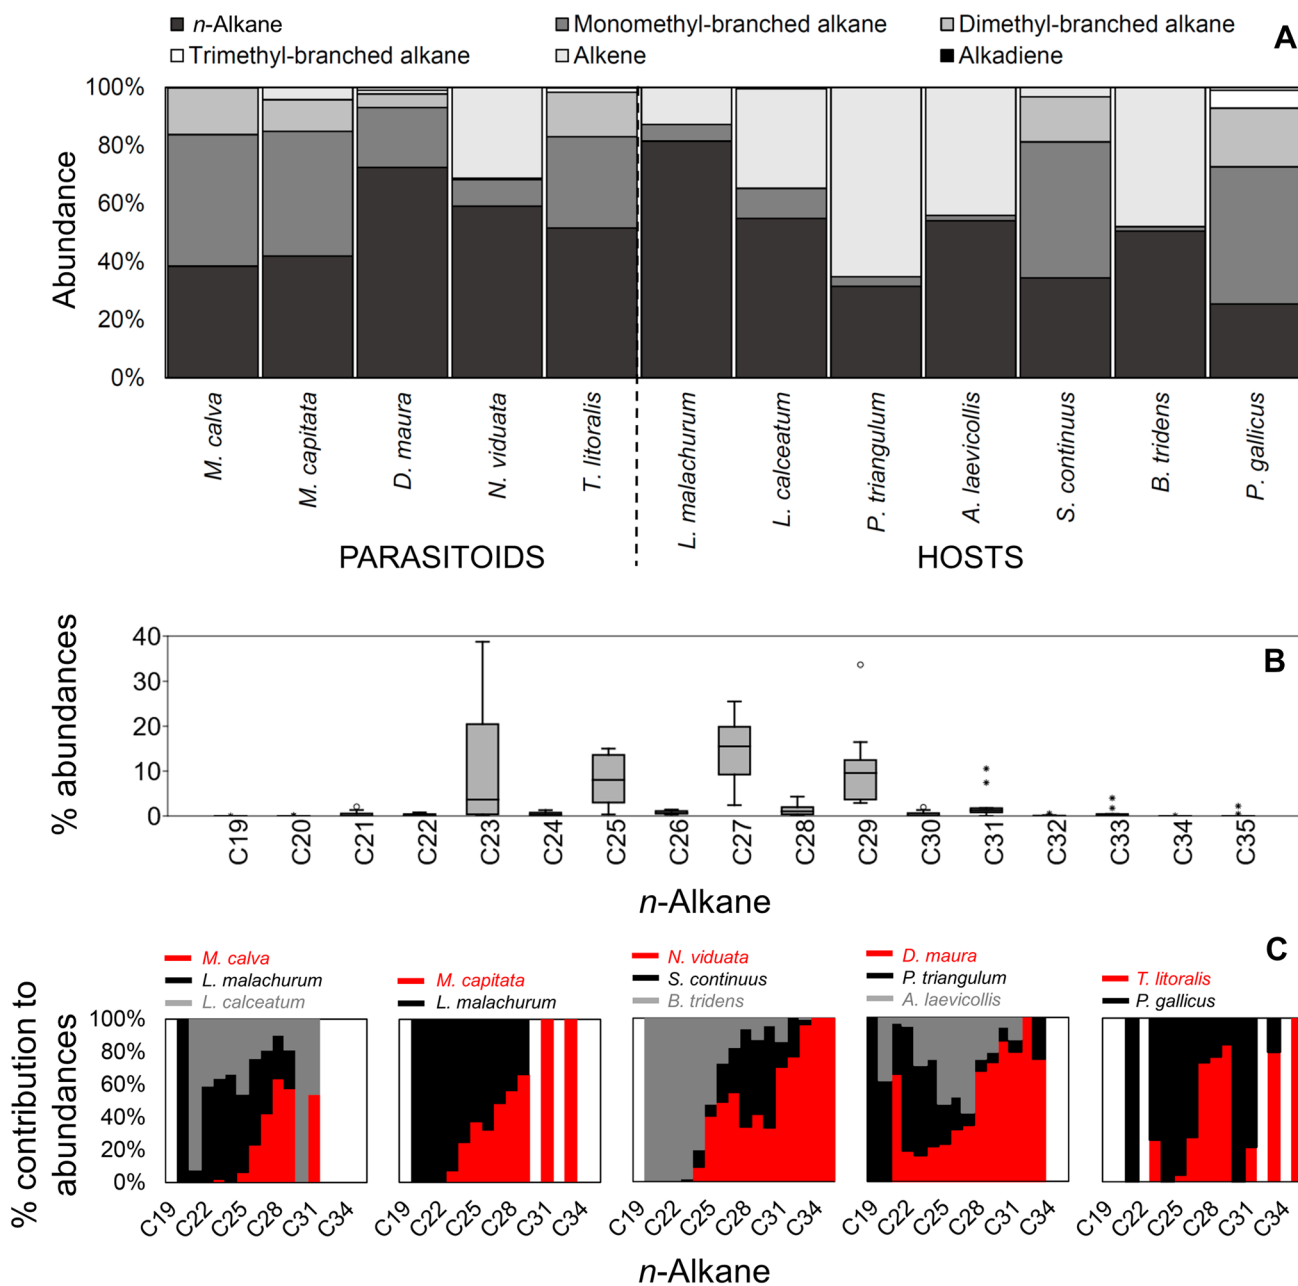 n-Alkane Monomethyl-branched alkane Dimethyl-branched alkane
Trimethyl-branched alkane Alkene Alkadiene
A
Abundance
100%
80%
60%
40%
20%
0%
M. calva
M. capitata
D. maura
N. viduata
T. litoralis
L. malachurum
L. calceatum
P. triangulum
A. laevicollis
S. continuus
B. tridens
P. gallicus
PARASITOIDS HOSTS
B
% abundances
40
30
20
10
0
C19 C20 C21 C22 C23 C24 C25 C26 C27 C28 C29 C30 C31 C32 C33 C34 C35
n-Alkane
C
% contribution to
abundances
M. calva
L. malachurum
L. calceatum
M. capitata
L. malachurum
N. viduata
S. continuus
B. tridens
D. maura
P. triangulum
A. laevicollis
T. litoralis
P. gallicus
100%
80%
60%
40%
20%
0%
C19 C22 C25 C28 C31 C34
C19 C22 C25 C28 C31 C34
C19 C22 C25 C28 C31 C34
C19 C22 C25 C28 C31 C34
C19 C22 C25 C28 C31 C34
n-Alkane